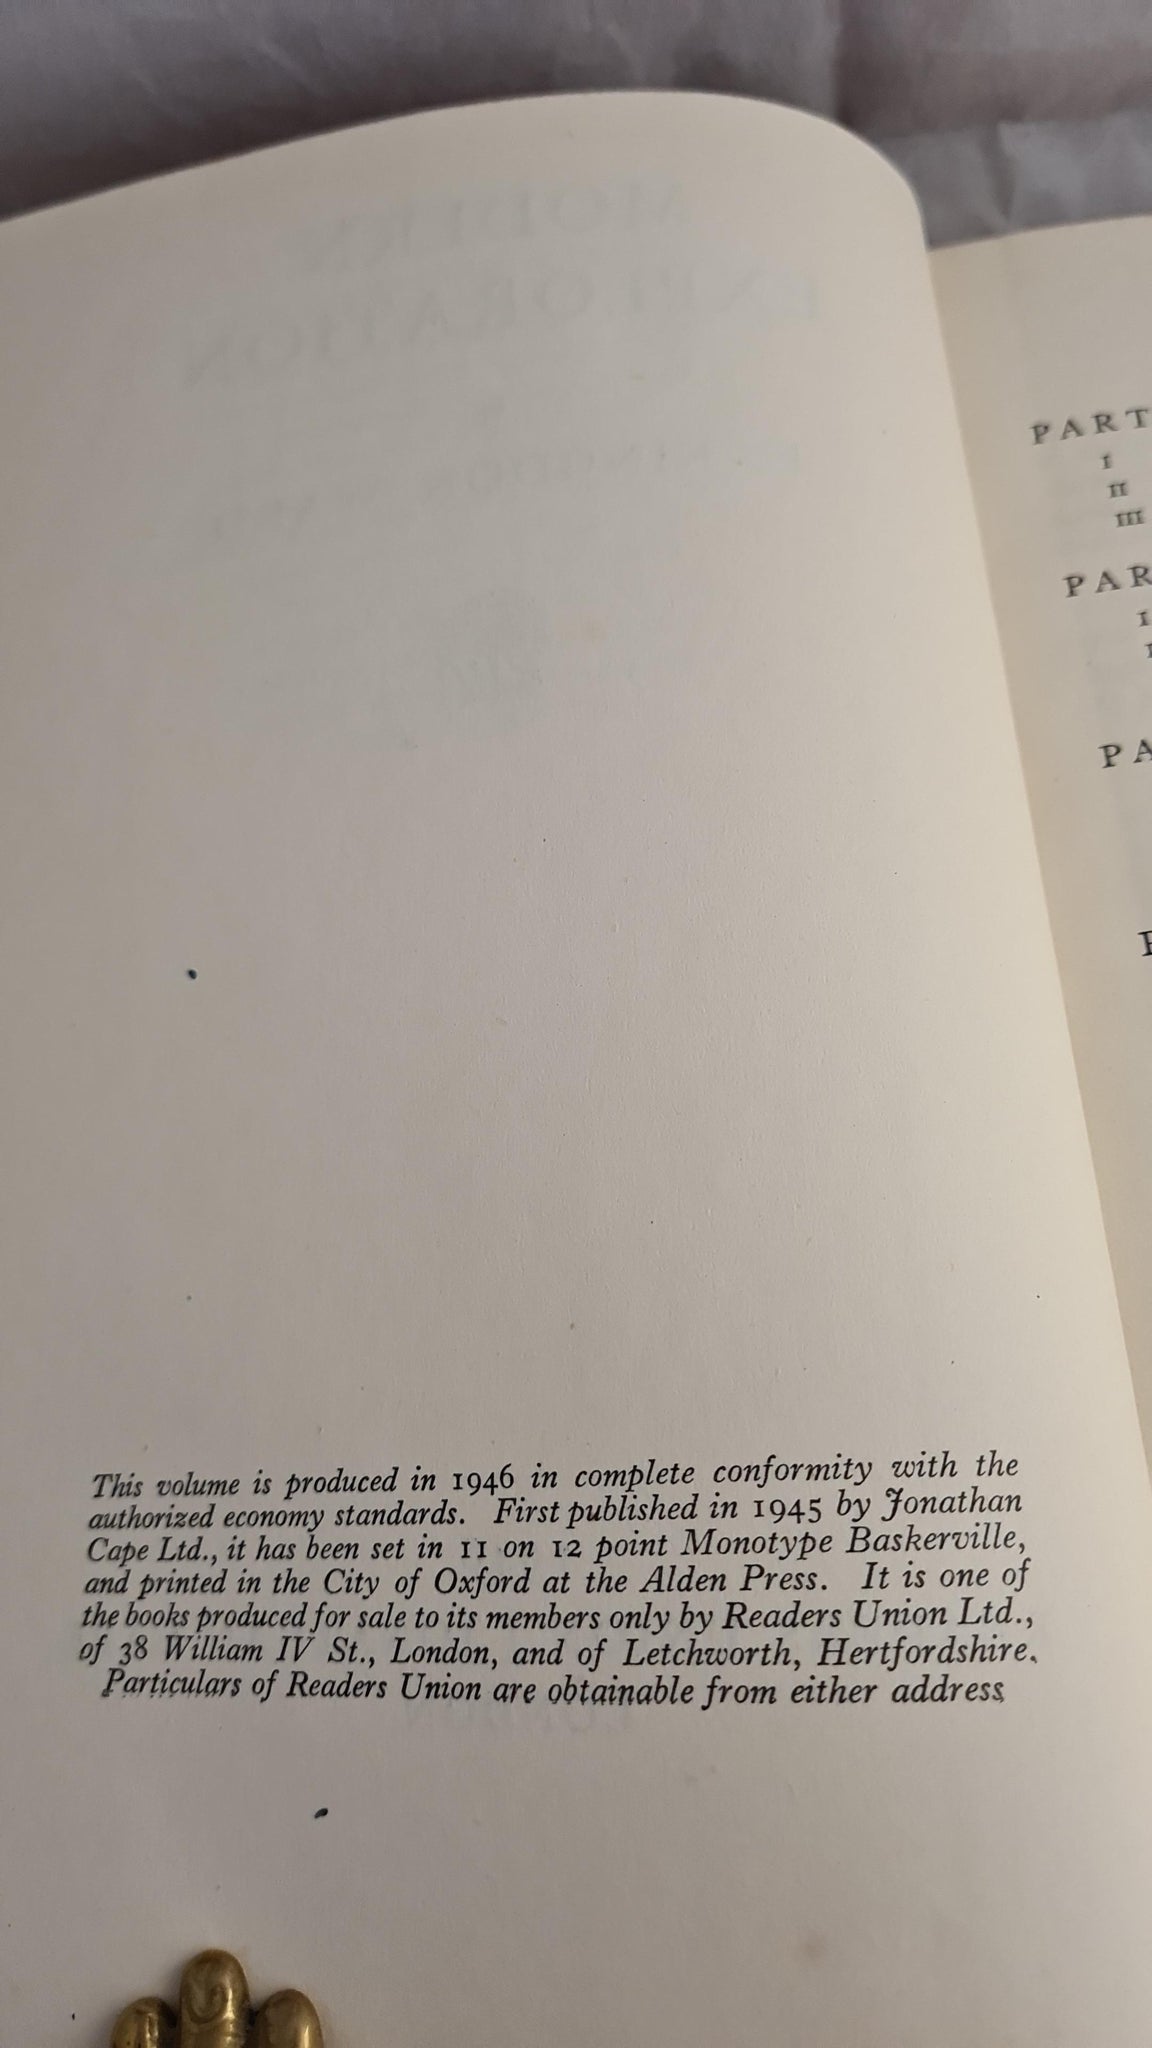 This volume is produced in 1946 in complete conformity with the
authorized economy standards. First published in 1945 by Jonathan
Cape Ltd., it has been set in 11 on 12 point Monotype Baskerville,
and printed in the City of Oxford at the Alden Press. It is one of
the books produced for sale to its members only by Readers Union Ltd.,
of 38 William IV St., London, and of Letchworth, Hertfordshire.
Particulars of Readers Union are obtainable from either address
PART
I
II
III
PAR
I
I
PA
P